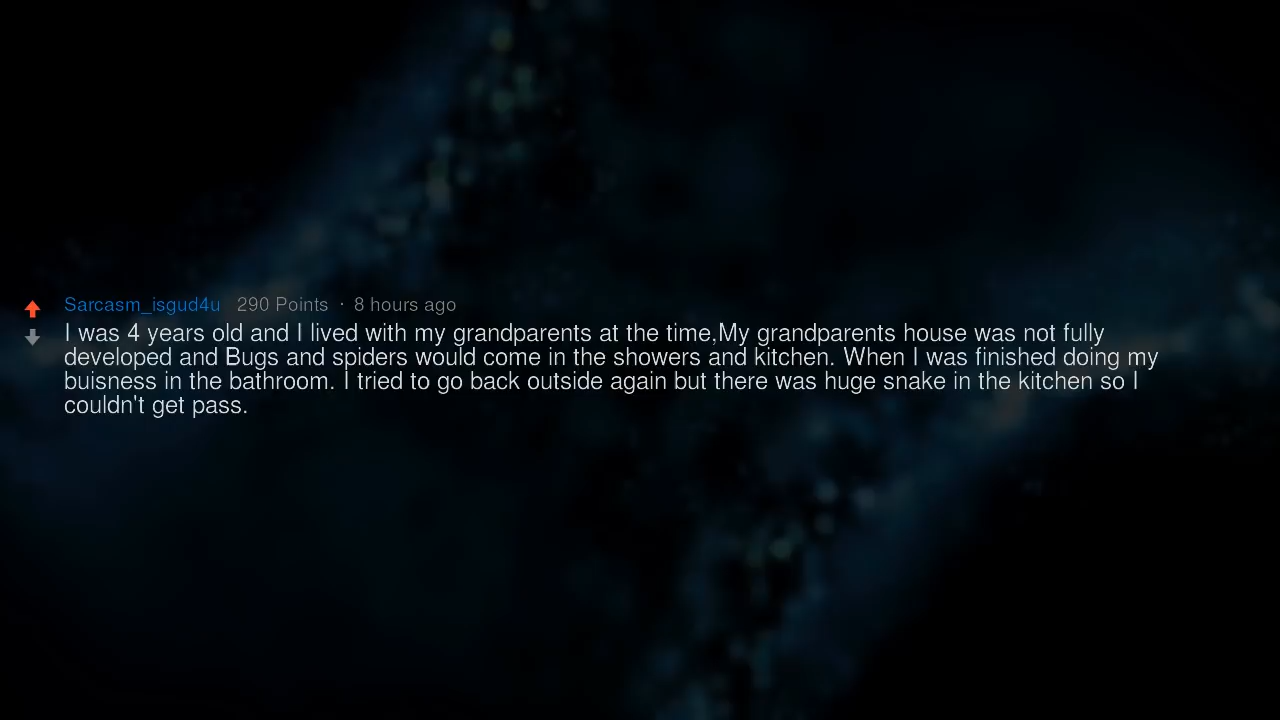 Sarcasm_isgud4u 290 Points · 8 hours ago
I was 4 years old and I lived with my grandparents at the time,My grandparents house was not fully
developed and Bugs and spiders would come in the showers and kitchen. When I was finished doing my
buisness in the bathroom. I tried to go back outside again but there was huge snake in the kitchen so I
couldn't get pass.